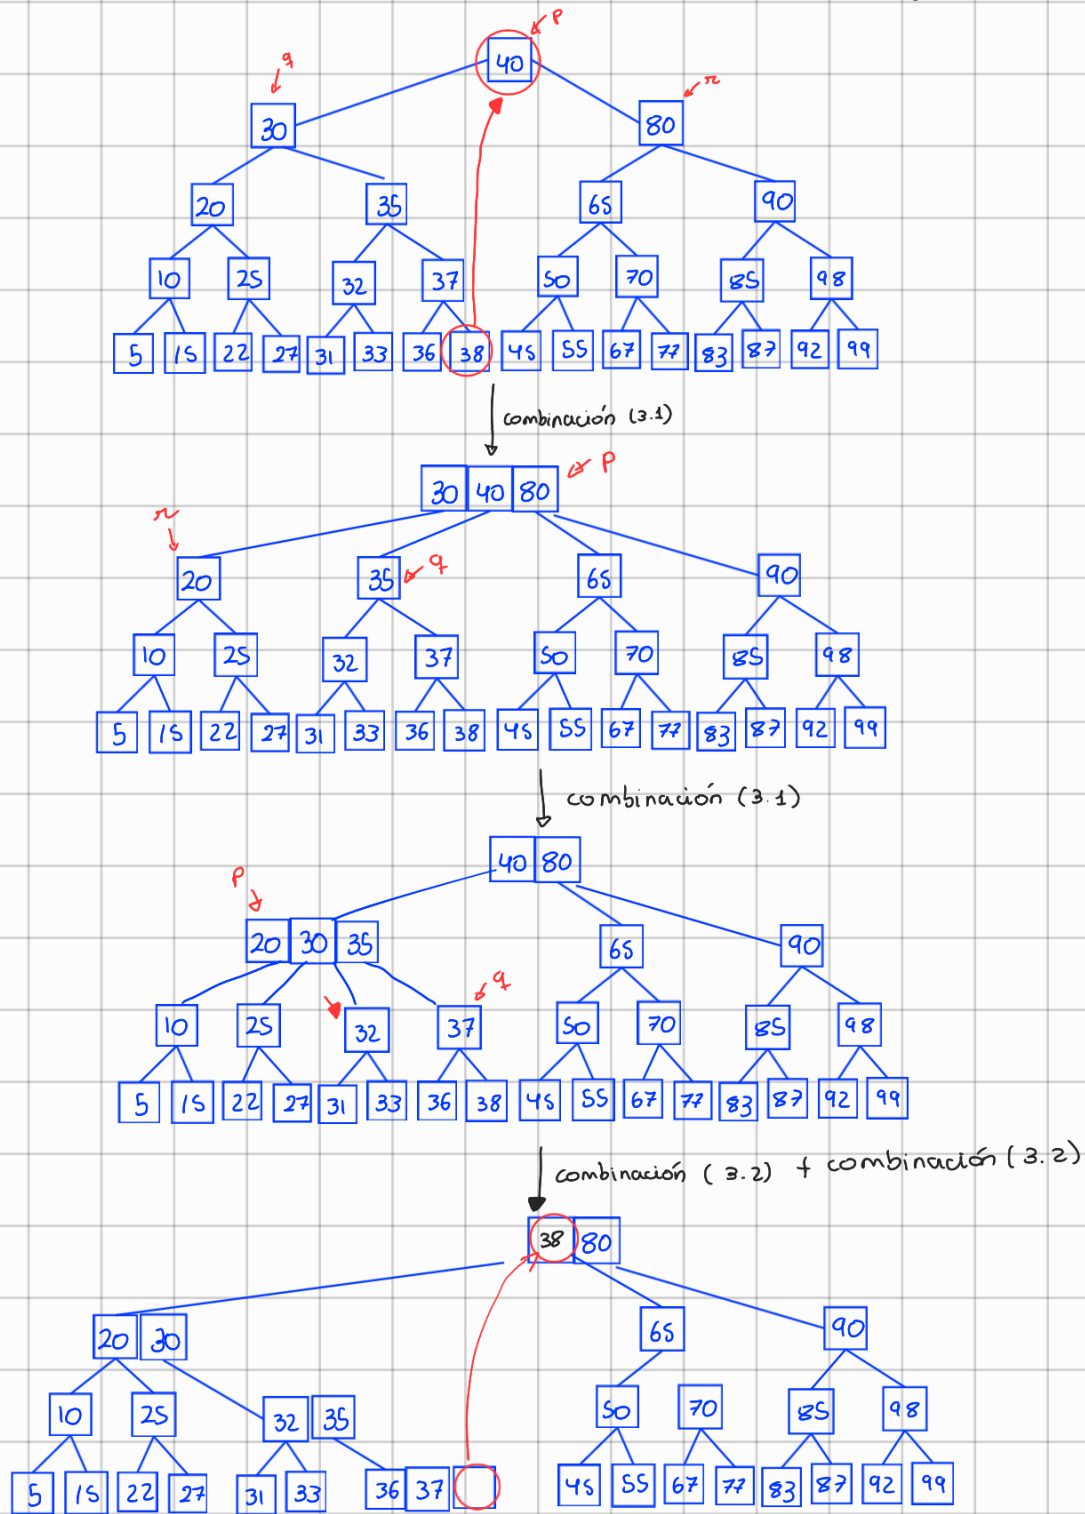 p
40
q
r
30
80
20 35 65 90
10 25 32 37 50 70 85 98
5 15 22 27 31 33 36 38 45 55 67 77 83 87 92 99
combinación (3.1)
30 40 80
p
r
q
20 35 65 90
10 25 32 37 50 70 85 98
5 15 22 27 31 33 36 38 45 55 67 77 83 87 92 99
combinación (3.1)
40 80
p
20 30 35 65 90
q
10 25 32 37 50 70 85 98
5 15 22 27 31 33 36 38 45 55 67 77 83 87 92 99
combinación (3.2) + combinación (3.2)
38 80
20 30 65 90
10 25 32 35 50 70 85 98
5 15 22 27 31 33 36 37 45 55 67 77 83 87 92 99